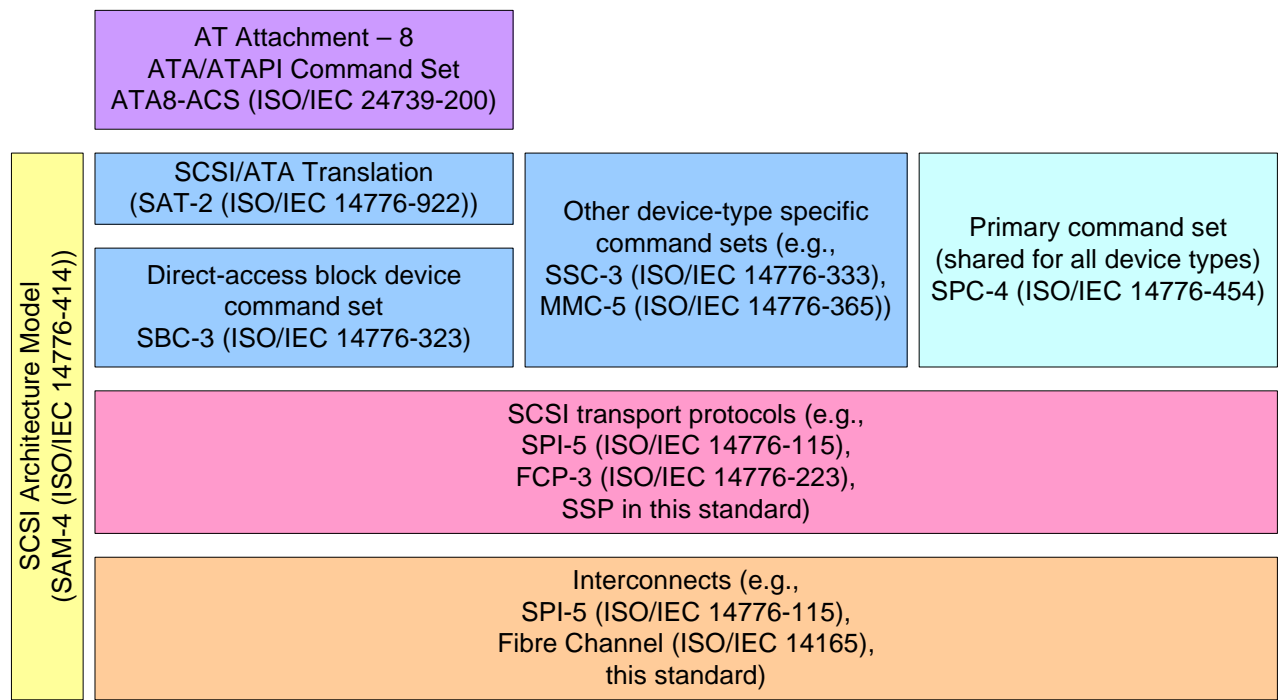 AT Attachment – 8
ATA/ATAPI Command Set
ATA8-ACS (ISO/IEC 24739-200)
SCSI Architecture Model
(SAM-4 (ISO/IEC 14776-414))
SCSI/ATA Translation
(SAT-2 (ISO/IEC 14776-922))
Direct-access block device
command set
SBC-3 (ISO/IEC 14776-323)
Other device-type specific
command sets (e.g.,
SSC-3 (ISO/IEC 14776-333),
MMC-5 (ISO/IEC 14776-365))
Primary command set
(shared for all device types)
SPC-4 (ISO/IEC 14776-454)
SCSI transport protocols (e.g.,
SPI-5 (ISO/IEC 14776-115),
FCP-3 (ISO/IEC 14776-223),
SSP in this standard)
Interconnects (e.g.,
SPI-5 (ISO/IEC 14776-115),
Fibre Channel (ISO/IEC 14165),
this standard)